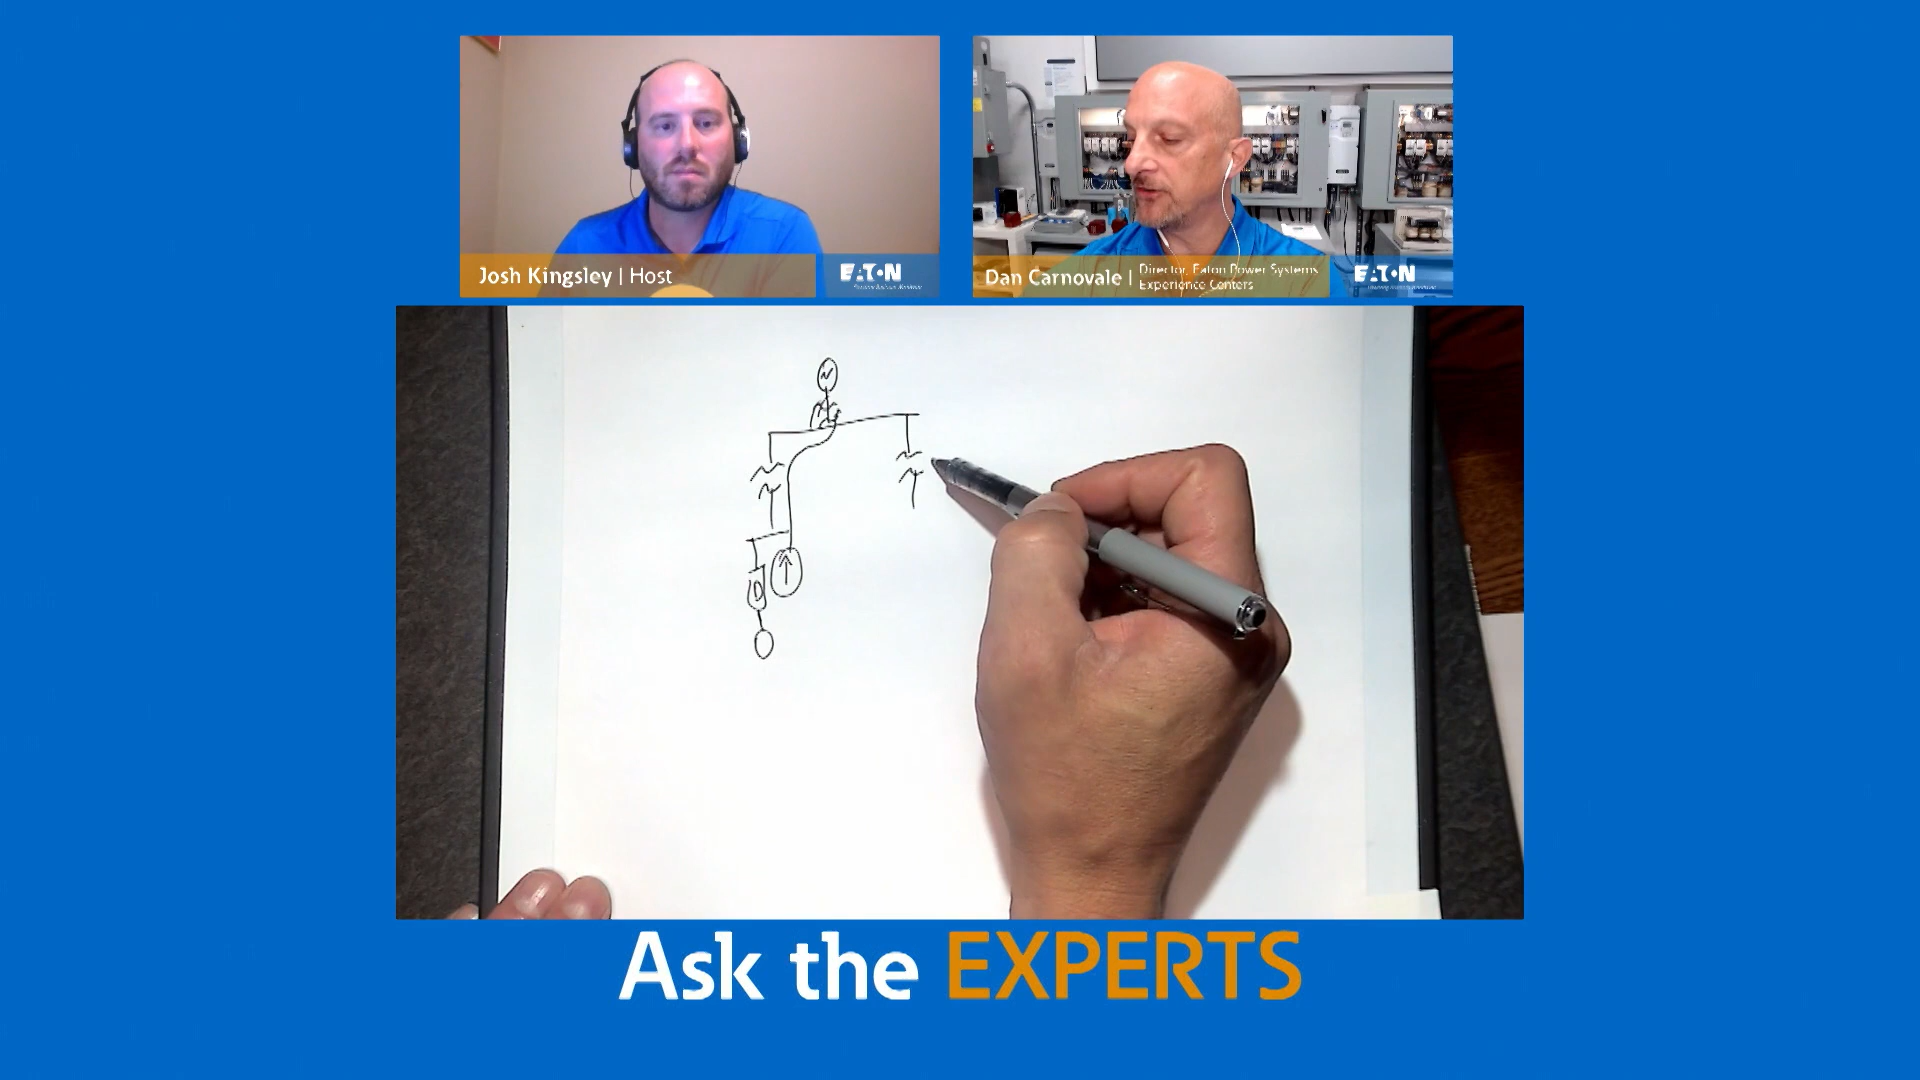 Josh Kingsley | Host
EATON
Dan Carnovale | Director, Eaton Power Systems
Experience Centers
EATON
D
Ask the EXPERTS